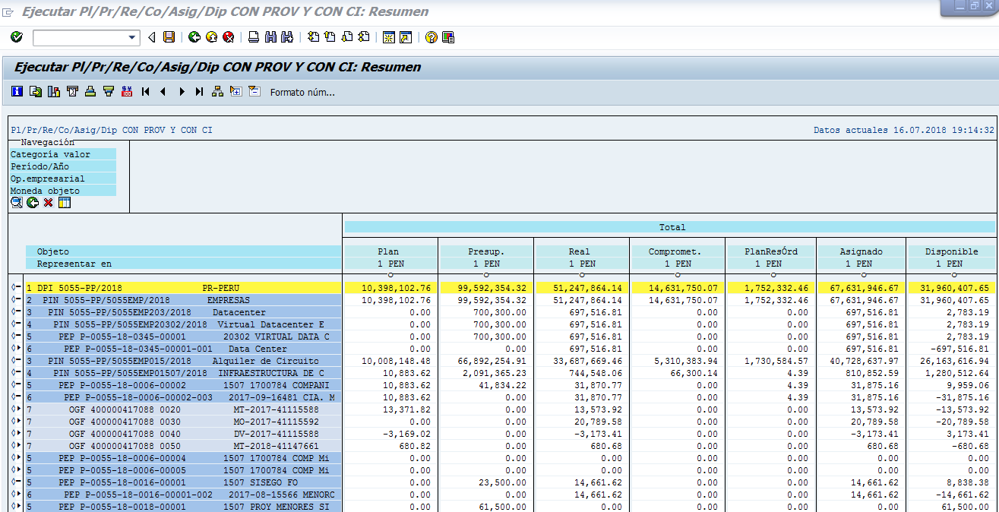 Ejecutar Pl/Pr/Re/Co/Asig/Dip CON PROV Y CON CI: Resumen
Ejecutar Pl/Pr/Re/Co/Asig/Dip CON PROV Y CON CI: Resumen
Formato núm...
Pl/Pr/Re/Co/Asig/Dip CON PROV Y CON CI Datos actuales 16.07.2018 19:14:32
Navegación
Categoría valor
Período/Año
Op.empresarial
Moneda objeto
Total
Objeto Plan Presup. Real Compromet. PlanResÓrd Asignado Disponible
Representar en 1 PEN 1 PEN 1 PEN 1 PEN 1 PEN 1 PEN 1 PEN
1 DPI 5055-PP/2018 PR-PERU 10,398,102.76 99,592,354.32 51,247,864.14 14,631,750.07 1,752,332.46 67,631,946.67 31,960,407.65
2 PIN 5055-PP/5055EMP/2018 EMPRESAS 10,398,102.76 99,592,354.32 51,247,864.14 14,631,750.07 1,752,332.46 67,631,946.67 31,960,407.65
3 PIN 5055-PP/5055EMP203/2018 Datacenter 0.00 700,300.00 697,516.81 0.00 0.00 697,516.81 2,783.19
4 PIN 5055-PP/5055EMP20302/2018 Virtual Datacenter E 0.00 700,300.00 697,516.81 0.00 0.00 697,516.81 2,783.19
5 PEP P-0055-18-0345-00001 20302 VIRTUAL DATA C 0.00 700,300.00 697,516.81 0.00 0.00 697,516.81 2,783.19
6 PEP P-0055-18-0345-00001-001 Data Center 0.00 0.00 697,516.81 0.00 0.00 697,516.81 -697,516.81
3 PIN 5055-PP/5055EMP015/2018 Alquiler de Circuito 10,008,148.48 66,892,254.91 33,687,669.46 5,310,383.94 1,730,584.57 40,728,637.97 26,163,616.94
4 PIN 5055-PP/5055EMP01507/2018 INFRAESTRUCTURA DE C 10,883.62 2,091,365.23 744,548.06 66,300.14 4.39 810,852.59 1,280,512.64
5 PEP P-0055-18-0006-00002 1507 1700784 COMPANI 10,883.62 41,834.22 31,870.77 0.00 4.39 31,875.16 9,959.06
6 PEP P-0055-18-0006-00002-003 2017-09-16481 CIA. M 10,883.62 0.00 31,870.77 0.00 4.39 31,875.16 -31,875.16
7 OGF 400000417088 0020 MT-2017-41115588 13,371.82 0.00 13,573.92 0.00 0.00 13,573.92 -13,573.92
7 OGF 400000417088 0030 MO-2017-41115592 0.00 0.00 20,789.58 0.00 0.00 20,789.58 -20,789.58
7 OGF 400000417088 0040 DV-2017-41115588 -3,169.02 0.00 -3,173.41 0.00 0.00 -3,173.41 3,173.41
7 OGF 400000417088 0050 MT-2018-41147661 680.82 0.00 680.68 0.00 0.00 680.68 -680.68
5 PEP P-0055-18-0006-00004 1507 1700784 COMP Mi 0.00 0.00 0.00 0.00 0.00 0.00 0.00
5 PEP P-0055-18-0006-00005 1507 1700784 COMP Mi 0.00 0.00 0.00 0.00 0.00 0.00 0.00
5 PEP P-0055-18-0016-00001 1507 SISEGO FO 0.00 23,500.00 14,661.62 0.00 0.00 14,661.62 8,838.38
6 PEP P-0055-18-0016-00001-002 2017-08-15566 MENORC 0.00 0.00 14,661.62 0.00 0.00 14,661.62 -14,661.62
5 PEP P-0055-18-0018-00001 1507 PROY MENORES SI 0.00 61,500.00 0.00 0.00 0.00 0.00 61,500.00